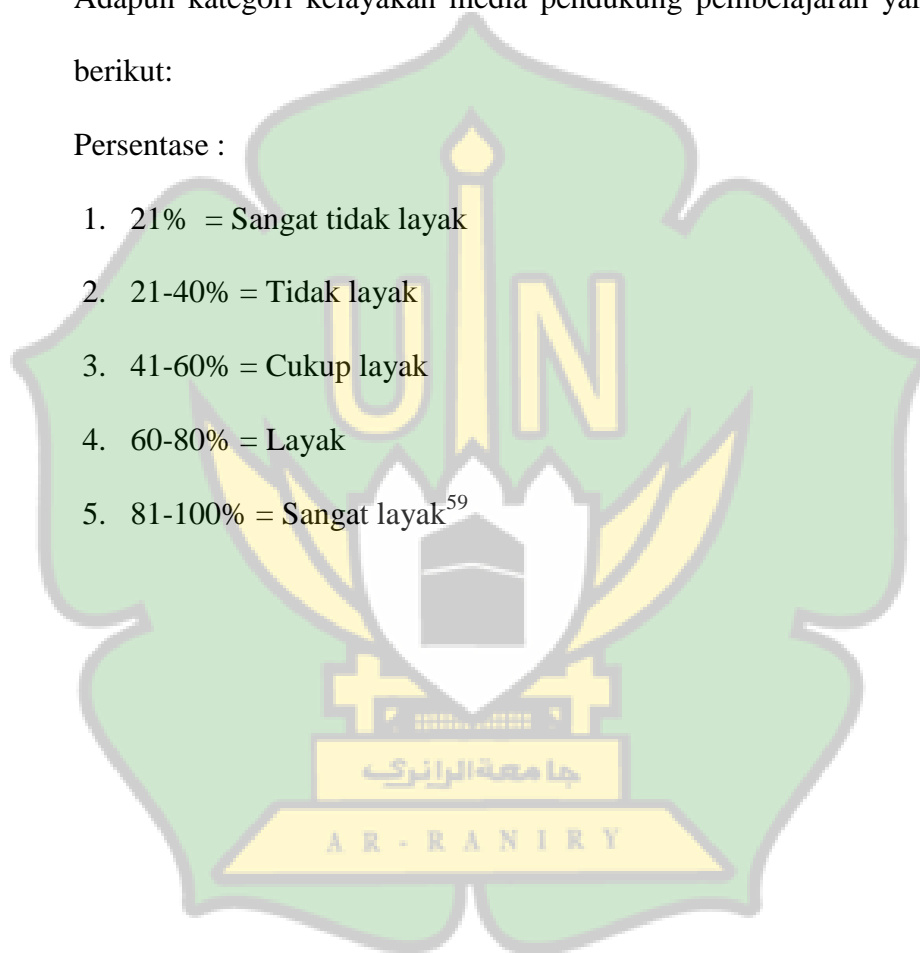 Adapun kategori kelayakan media pendukung pembelajaran
berikut:
Persentase :
1. 21% = Sangat tidak layak
2. 21-40% = Tidak layak
3. 41-60% = Cukup layak
4. 60-80% = Layak
5. 81-100% = Sangat layak59
UIN
جامعة الرانري
AR-RANIRY